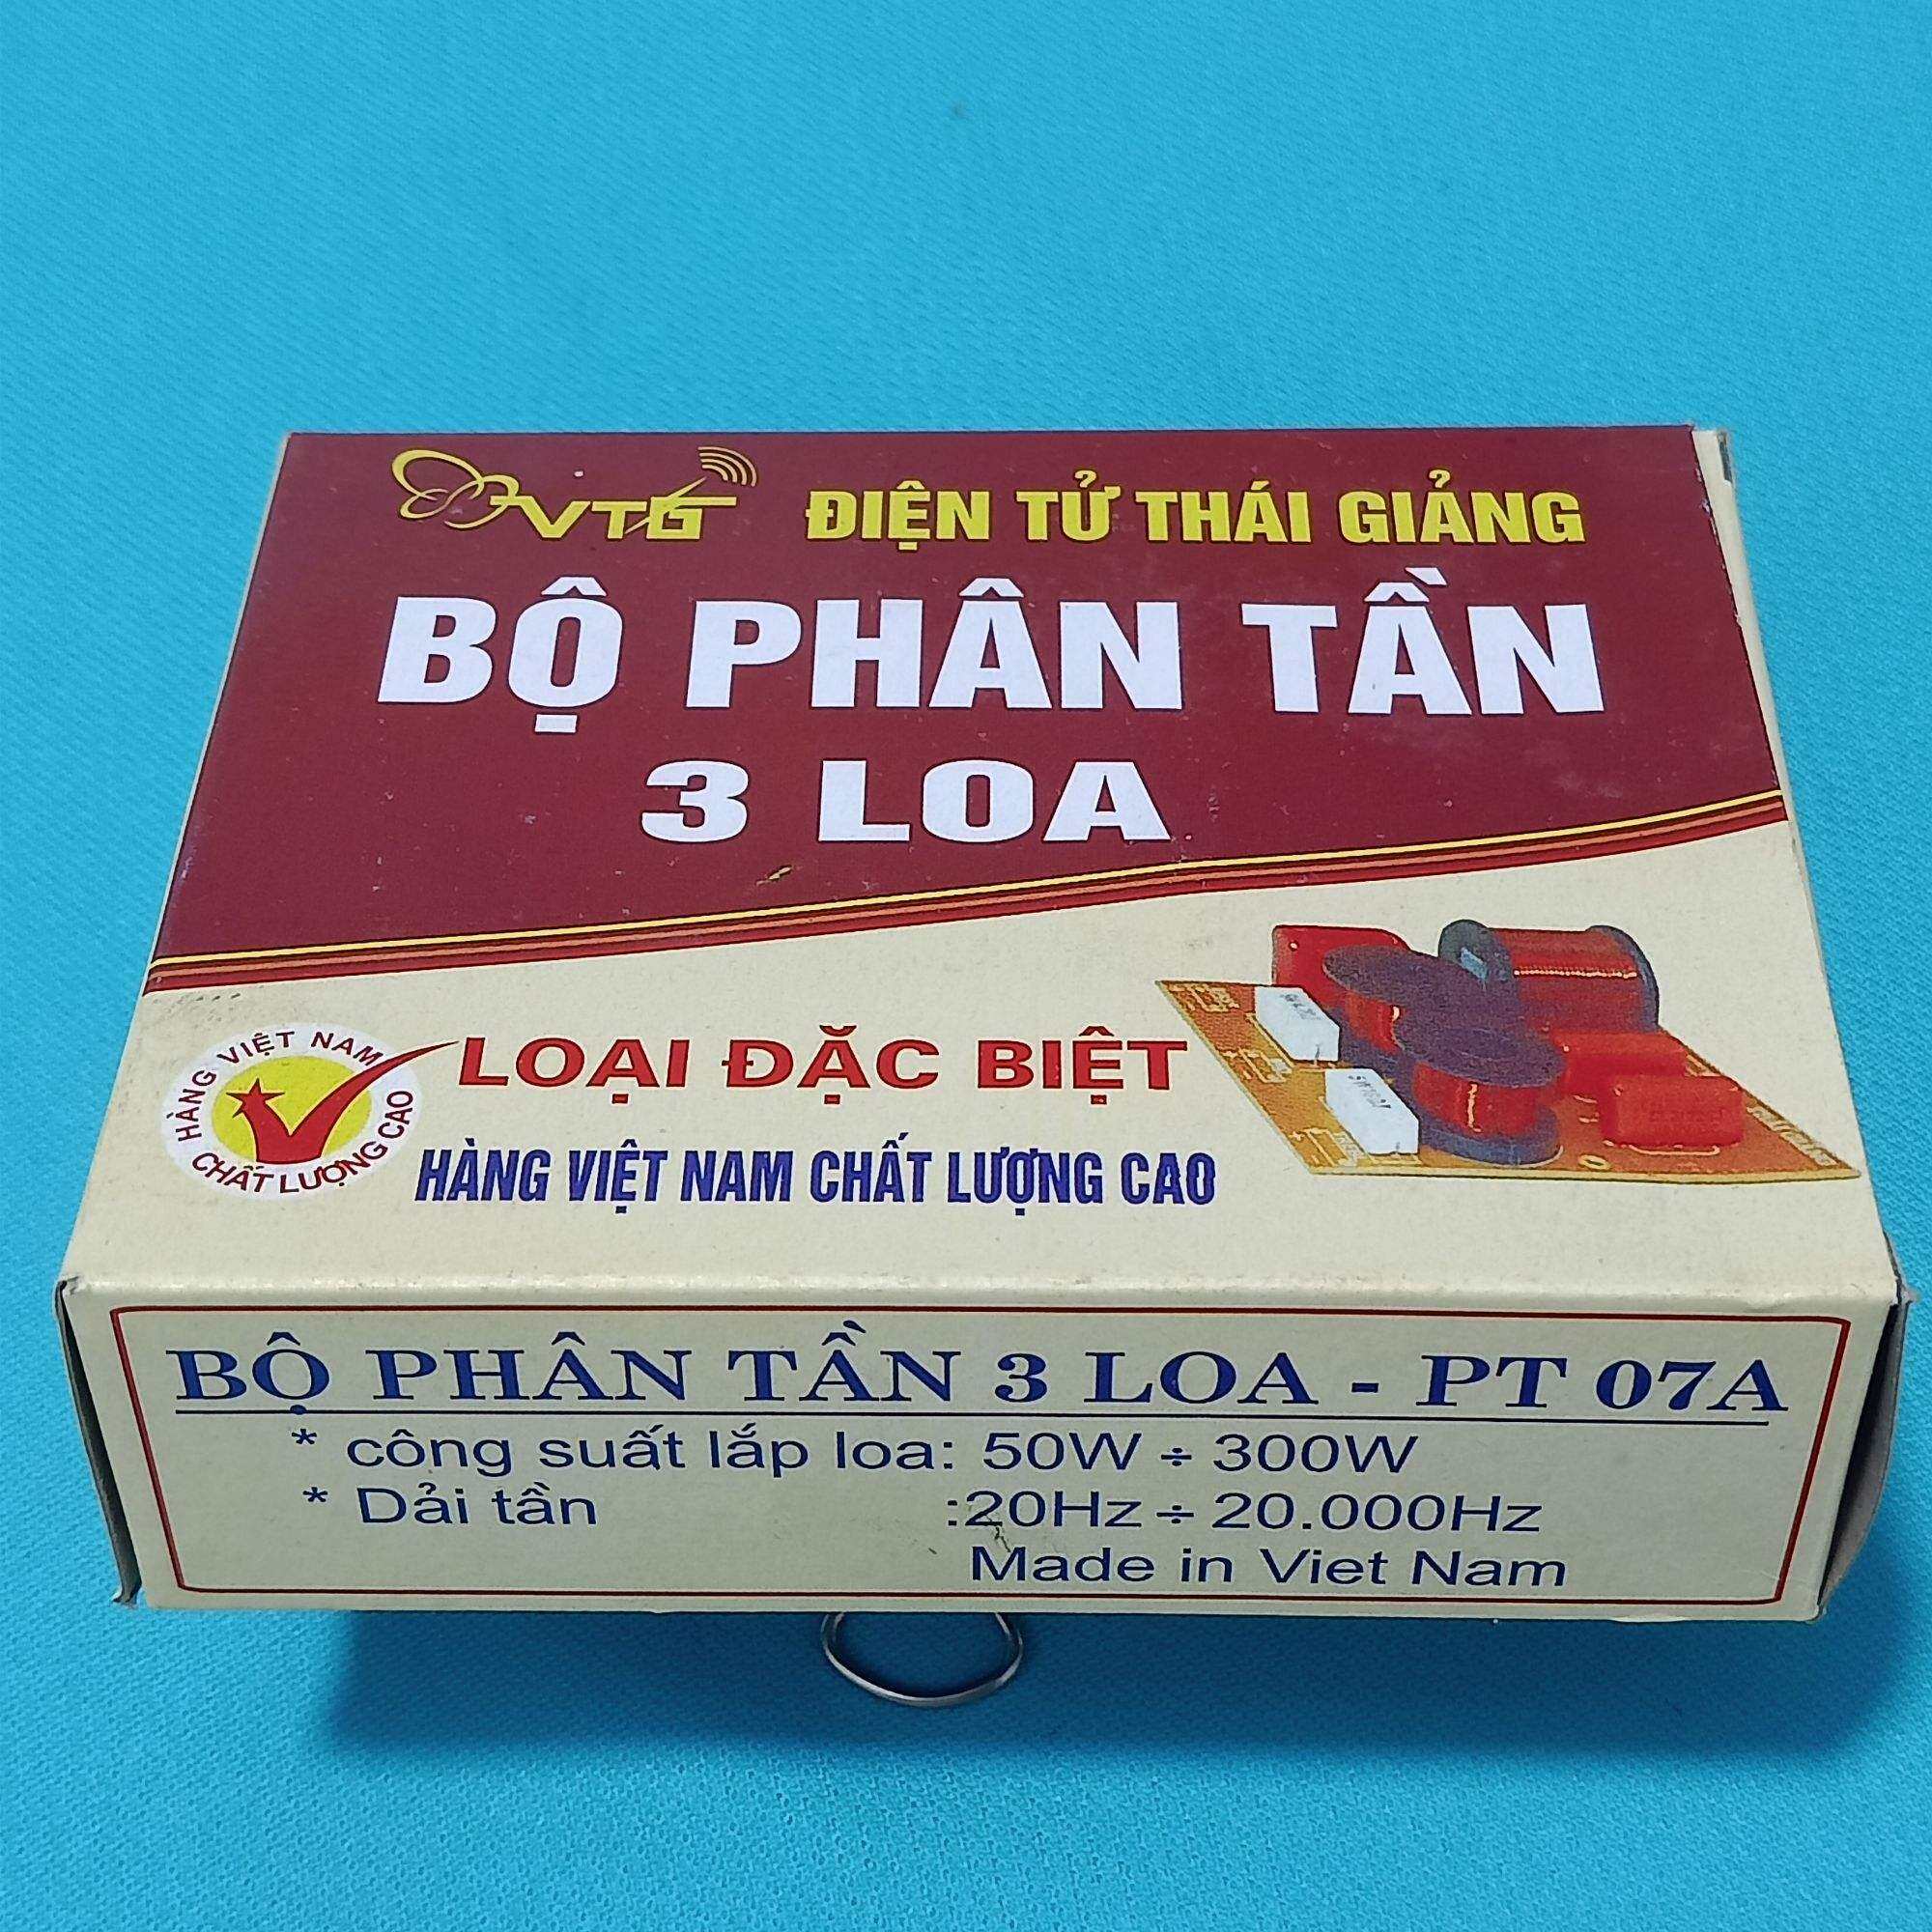 VTG ĐIỆN TỬ THÁI GIẢNG
BỘ PHÂN TẦN
3 LOA
HÀNG VIỆT NAM
CHẤT LƯỢNG CAO
LOẠI ĐẶC BIỆT
HÀNG VIỆT NAM CHẤT LƯỢNG CAO
BỘ PHÂN TẦN 3 LOA - PT 07A
* công suất lắp loa: 50W ÷ 300W
* Dải tần :20Hz ÷ 20.000Hz
Made in Viet Nam